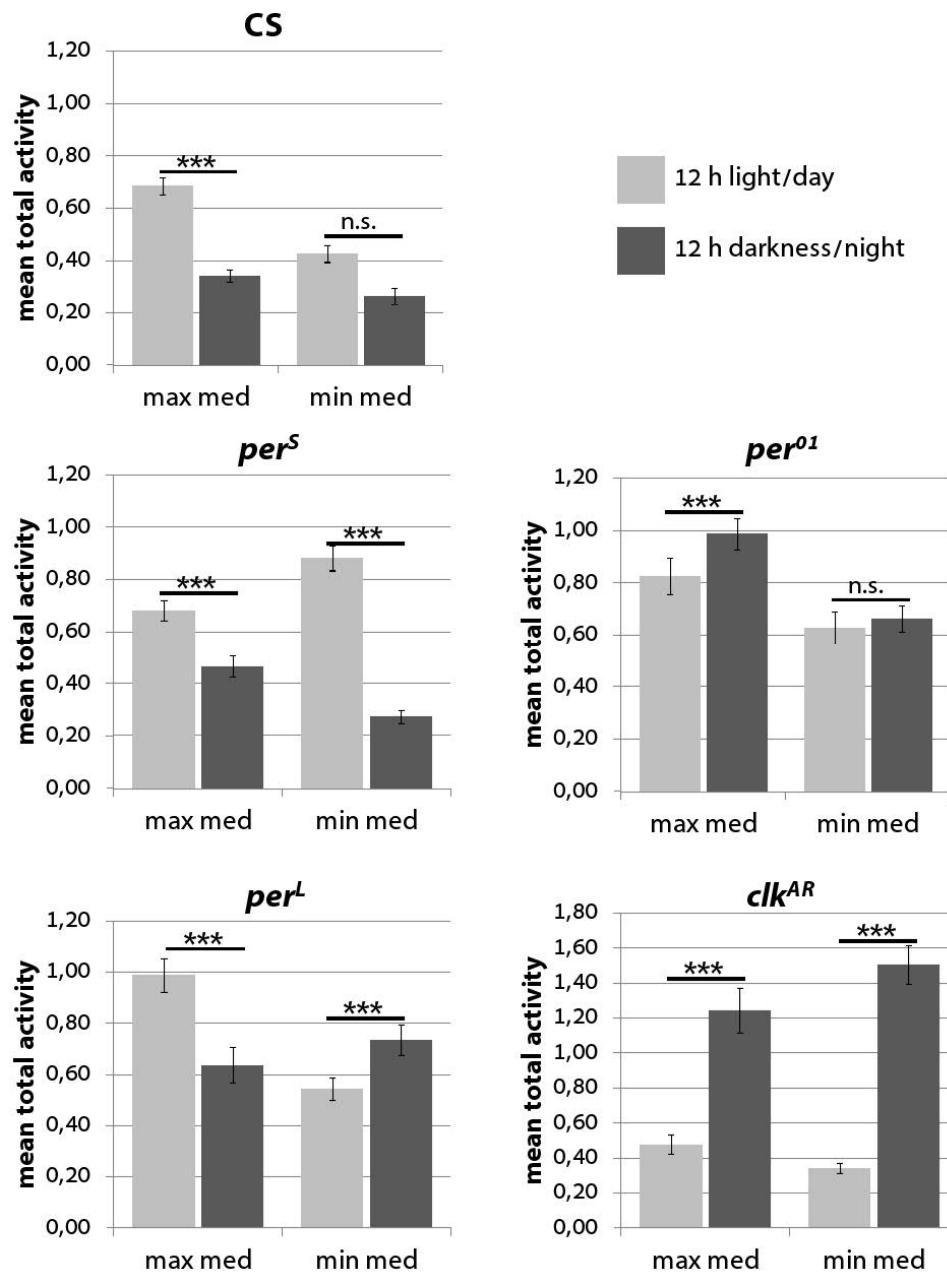 CS
mean total activity
1,20
1,00
0,80
0,60
0,40
0,20
0,00
***
n.s.
max med
min med
12 h light/day
12 h darkness/night
per^S
mean total activity
1,20
1,00
0,80
0,60
0,40
0,20
0,00
***
***
max med
min med
per^01
mean total activity
1,20
1,00
0,80
0,60
0,40
0,20
0,00
***
n.s.
max med
min med
per^L
mean total activity
1,20
1,00
0,80
0,60
0,40
0,20
0,00
***
***
max med
min med
clk^AR
mean total activity
1,80
1,60
1,40
1,20
1,00
0,80
0,60
0,40
0,20
0,00
***
***
max med
min med